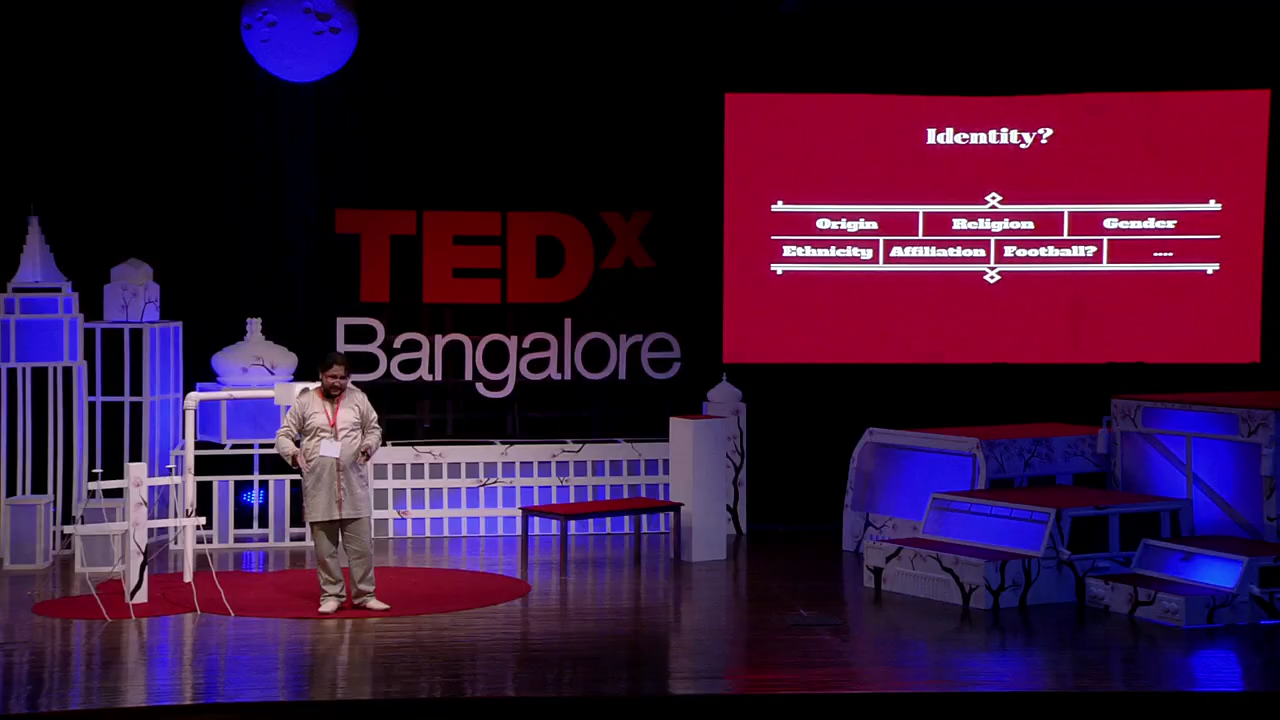 TEDx
Bangalore
Identity?
Origin Religion Gender
Ethnicity Affiliation Football? ....